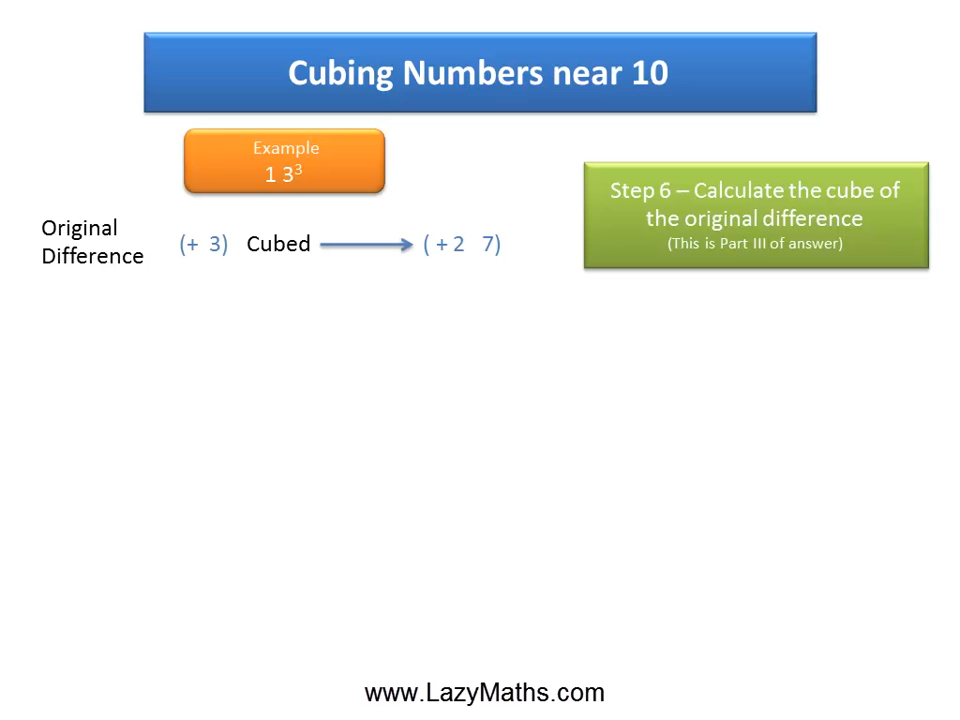 Cubing Numbers near 10
Example
1 3³
Step 6 – Calculate the cube of
the original difference
(This is Part III of answer)
Original
Difference
(+ 3) Cubed
( + 2 7)
www.LazyMaths.com